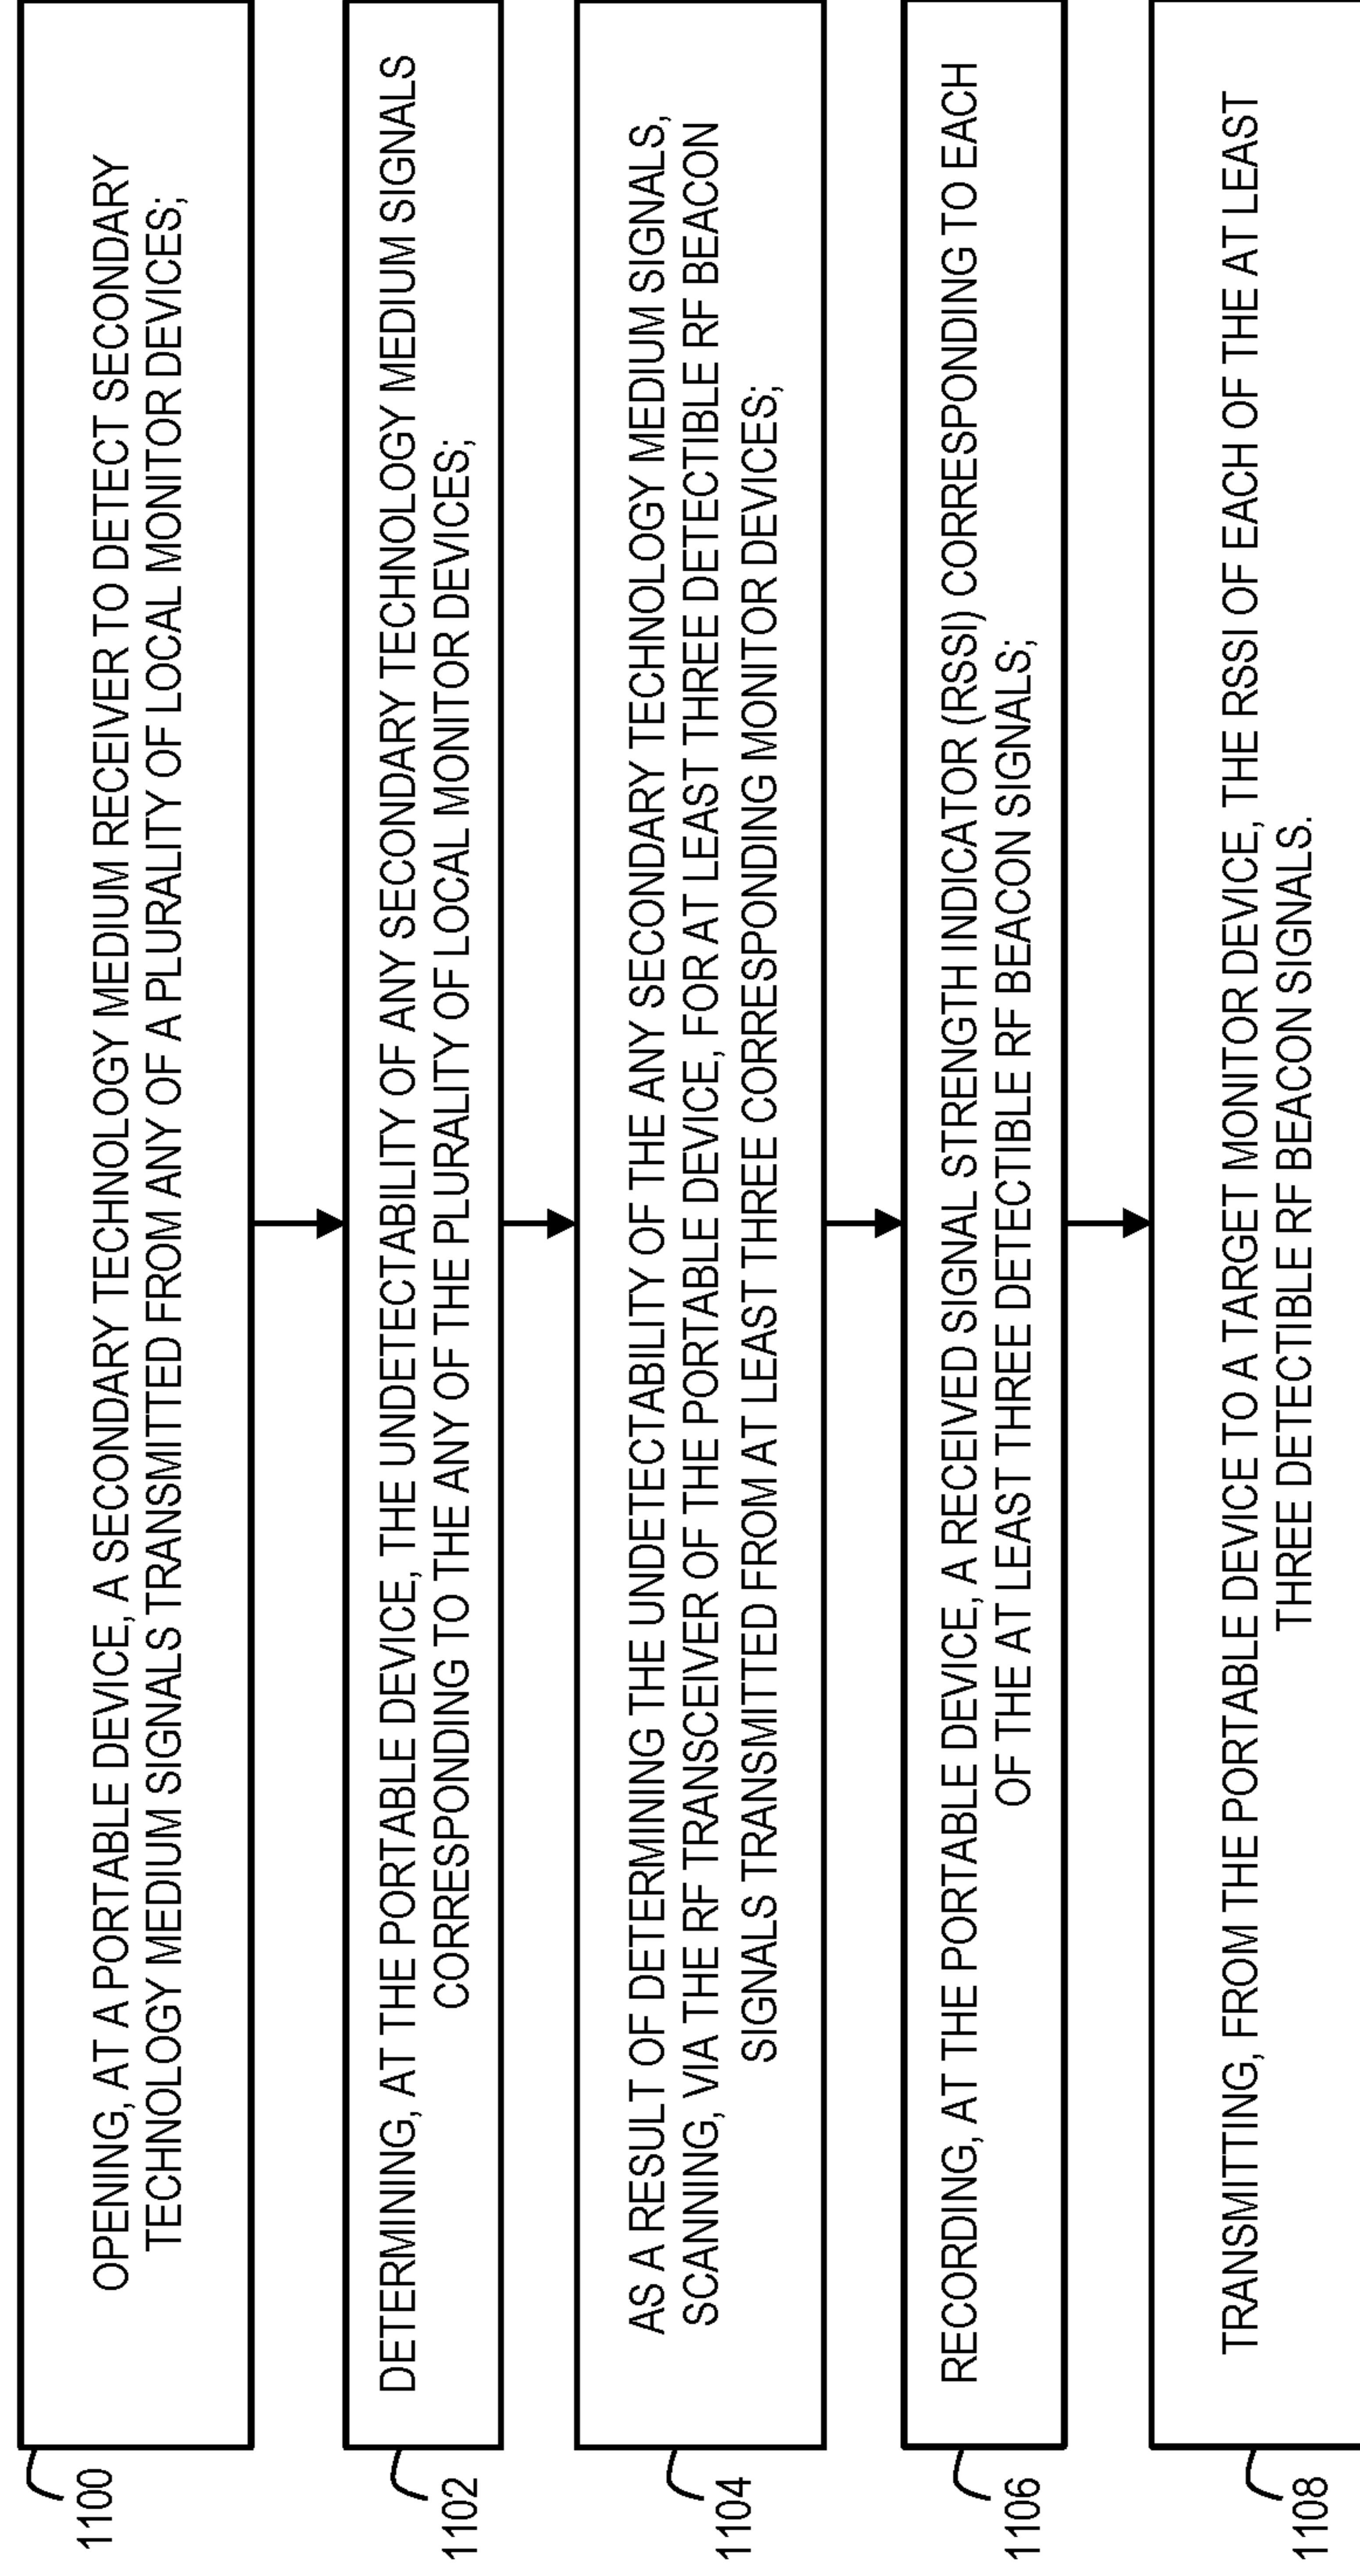 OPENING, AT A PORTABLE DEVICE, A SECONDARY TECHNOLOGY MEDIUM RECEIVER TO DETECT SECONDARY
TECHNOLOGY MEDIUM SIGNALS TRANSMITTED FROM ANY OF A PLURALITY OF LOCAL MONITOR DEVICES;
1100
DETERMINING, AT THE PORTABLE DEVICE, THE UNDETECTABILITY OF ANY SECONDARY TECHNOLOGY MEDIUM SIGNALS
CORRESPONDING TO THE ANY OF THE PLURALITY OF LOCAL MONITOR DEVICES;
1102
AS A RESULT OF DETERMINING THE UNDETECTABILITY OF THE ANY SECONDARY TECHNOLOGY MEDIUM SIGNALS,
SCANNING, VIA THE RF TRANSCEIVER OF THE PORTABLE DEVICE, FOR AT LEAST THREE DETECTIBLE RF BEACON
SIGNALS TRANSMITTED FROM AT LEAST THREE CORRESPONDING MONITOR DEVICES;
1104
RECORDING, AT THE PORTABLE DEVICE, A RECEIVED SIGNAL STRENGTH INDICATOR (RSSI) CORRESPONDING TO EACH
OF THE AT LEAST THREE DETECTIBLE RF BEACON SIGNALS;
1106
TRANSMITTING, FROM THE PORTABLE DEVICE TO A TARGET MONITOR DEVICE, THE RSSI OF EACH OF THE AT LEAST
THREE DETECTIBLE RF BEACON SIGNALS.
1108